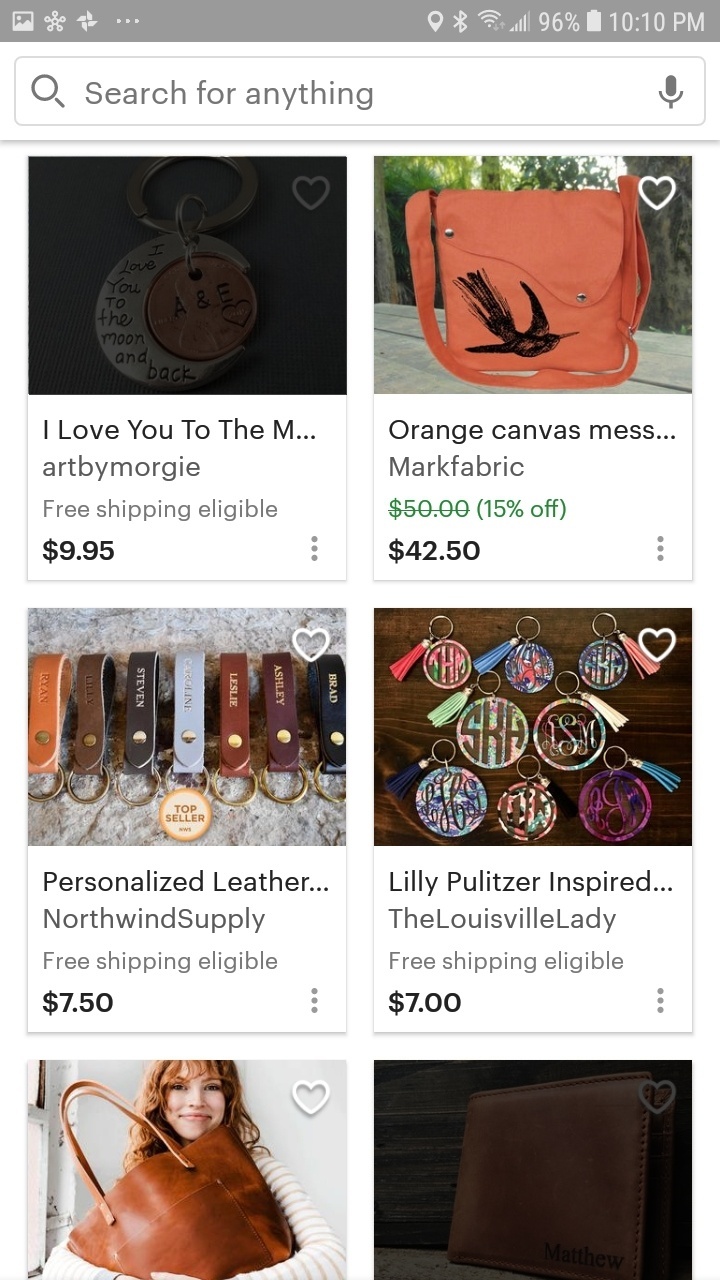 96% 10:10 PM
Search for anything
I
Love
You
To
the
moon
and
back
A & E
I Love You To The M...
artbymorgie
Free shipping eligible
$9.95
Orange canvas mess...
Markfabric
$50.00 (15% off)
$42.50
RYAN
LILLY
STEVEN
CAROLINE
LESLIE
ASHLEY
BRAD
TOP
SELLER
NWS
Personalized Leather...
NorthwindSupply
Free shipping eligible
$7.50
SKH
Lilly Pulitzer Inspired...
TheLouisvilleLady
Free shipping eligible
$7.00
Matthew